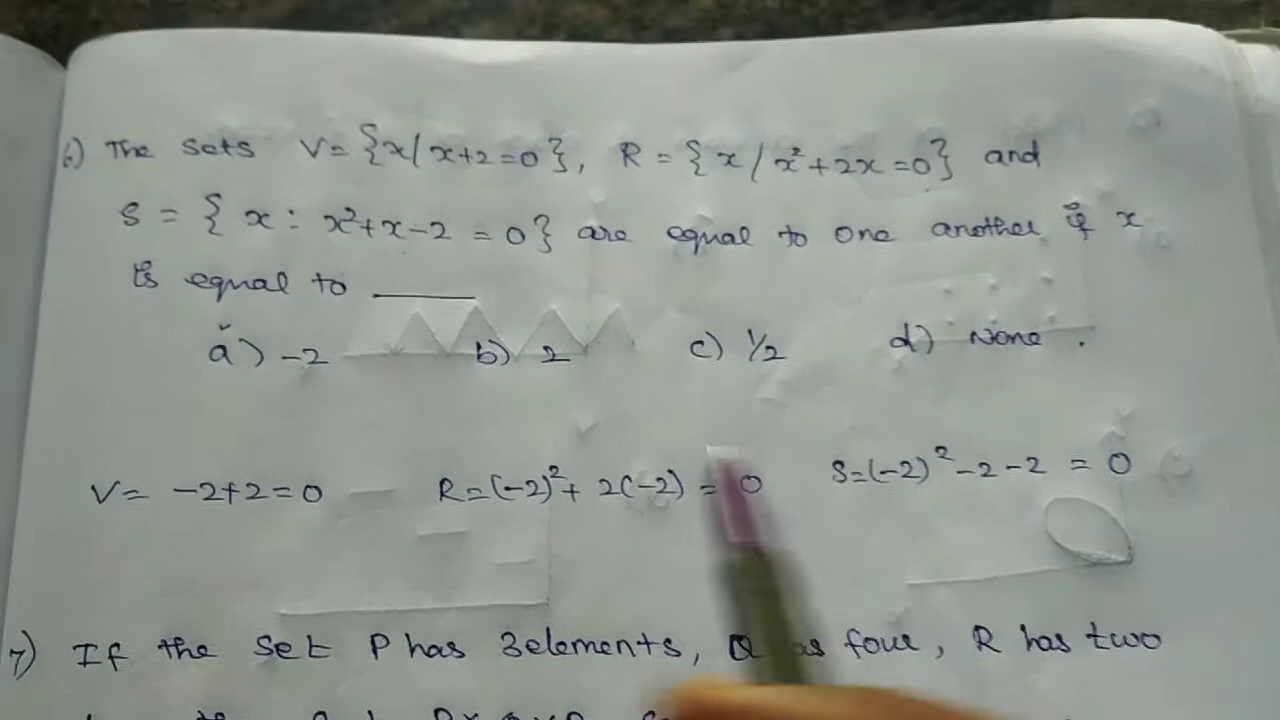 6) The sets V = {x/x+2=0}, R = {x/x²+2x=0} and
S = {x : x²+x-2 = 0} are equal to one another if x
is equal to ______
a) -2 b) 2 c) ½ d) None.
V = -2+2=0 R=(-2)²+ 2(-2) = 0 S=(-2)²-2-2 = 0
7) If the set P has 3elements, Q has four, R has two